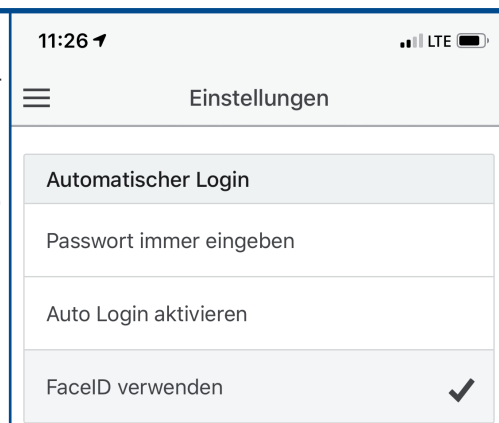 11:26
LTE
Einstellungen
Automatischer Login
Passwort immer eingeben
Auto Login aktivieren
FaceID verwenden